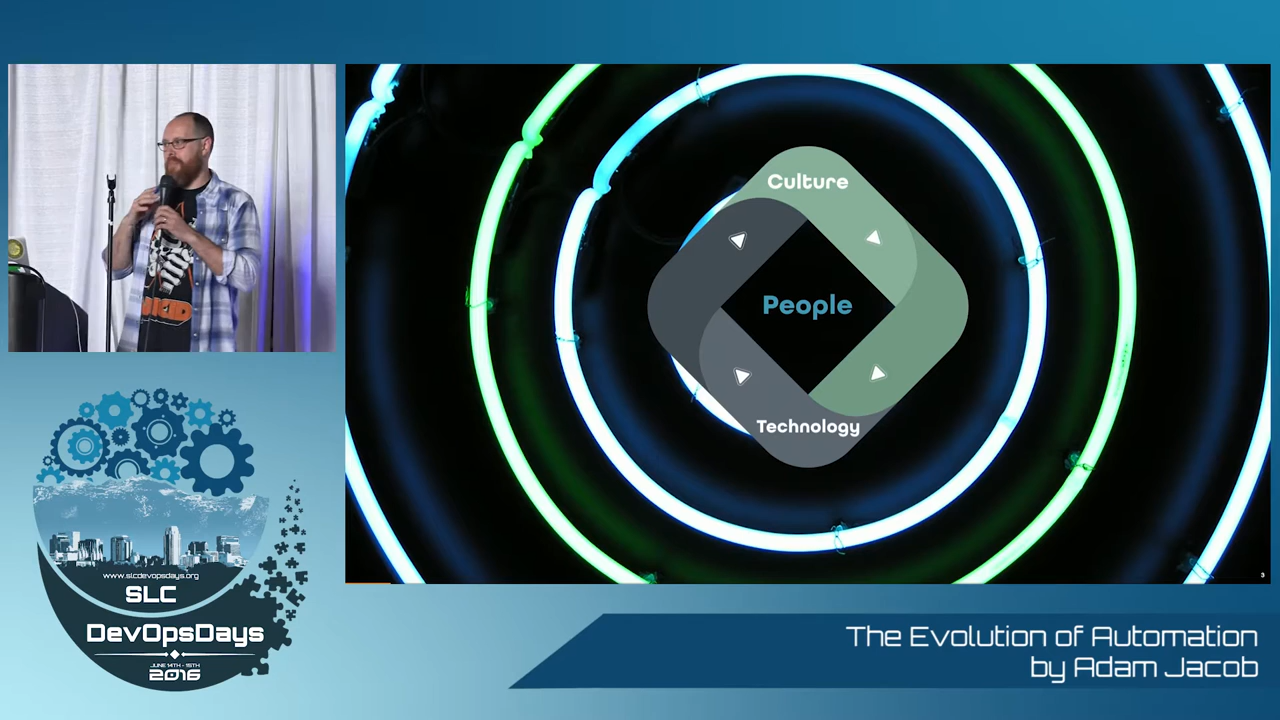 Culture
People
Technology
3
www.slcdevopsdays.org
SLC
DevOpsDays
JUNE 14TH - 15TH
2016
The Evolution of Automation
by Adam Jacob